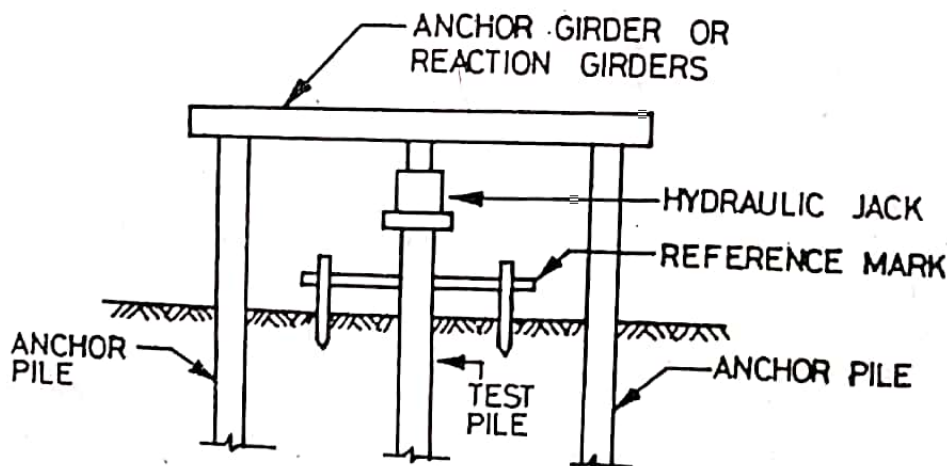 ANCHOR GIRDER OR
REACTION GIRDERS
HYDRAULIC JACK
REFERENCE MARK
ANCHOR
PILE
TEST
PILE
ANCHOR PILE